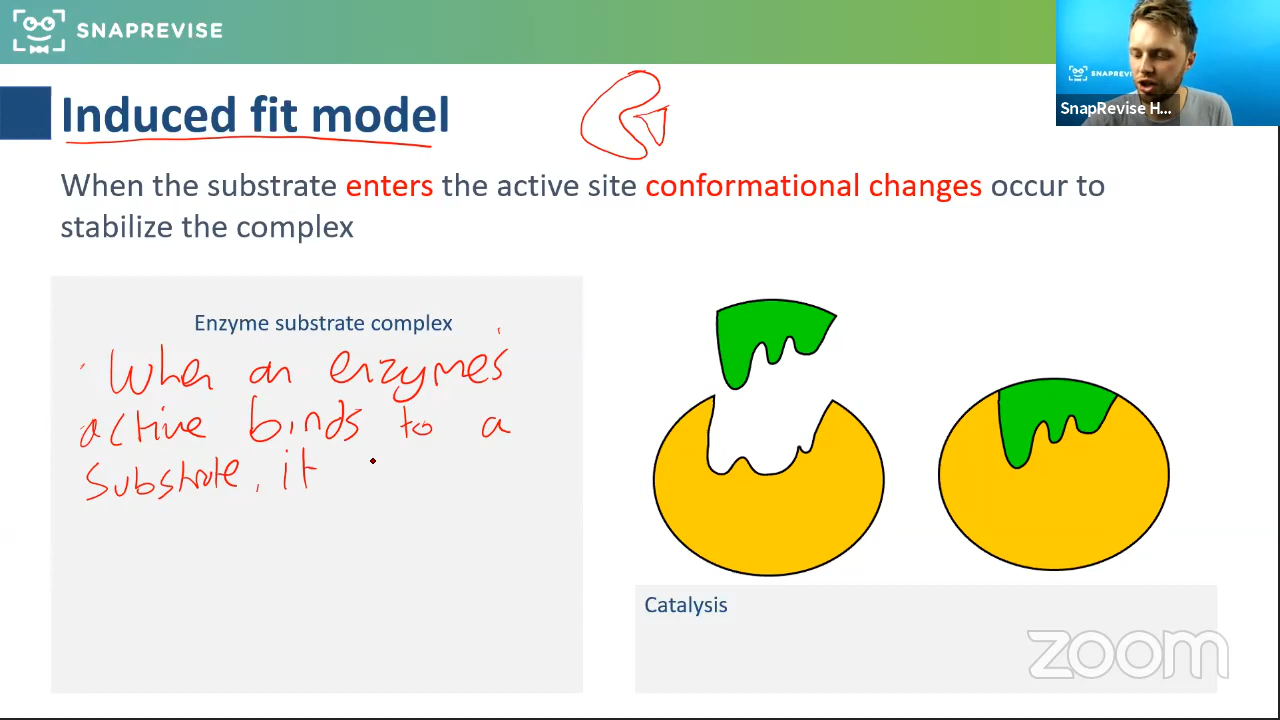 SNAPREVISE
SNAPREVISE
SnapRevise H...
Induced fit model
When the substrate enters the active site conformational changes occur to
stabilize the complex
Enzyme substrate complex
When an enzymes'
active binds to a
substrate, it
Catalysis
zoom